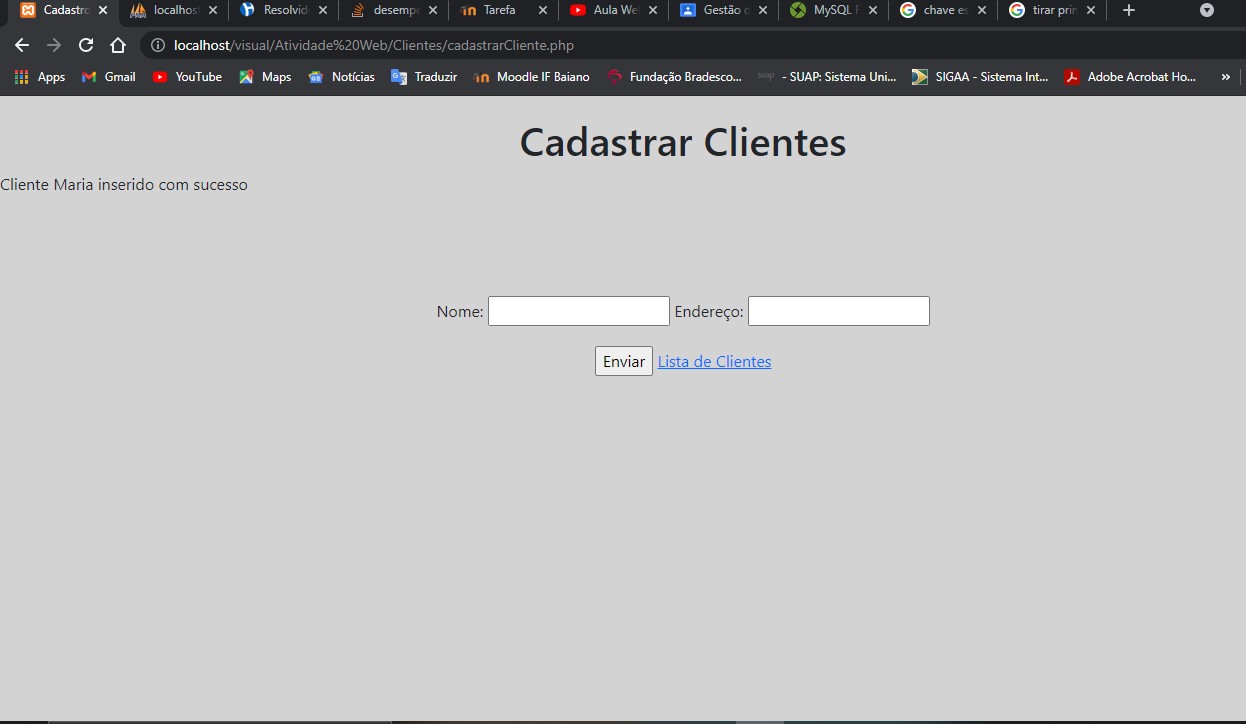 Cadastro localhost Resolvid desempe Tarefa Aula We Gestão d MySQL F chave es tirar prin
localhost/visual/Atividade%20Web/Clientes/cadastrarCliente.php
Apps Gmail YouTube Maps Notícias Traduzir Moodle IF Baiano Fundação Bradesco... suap - SUAP: Sistema Uni... SIGAA - Sistema Int... Adobe Acrobat Ho... »
Cadastrar Clientes
Cliente Maria inserido com sucesso
Nome: Endereço:
Enviar Lista de Clientes